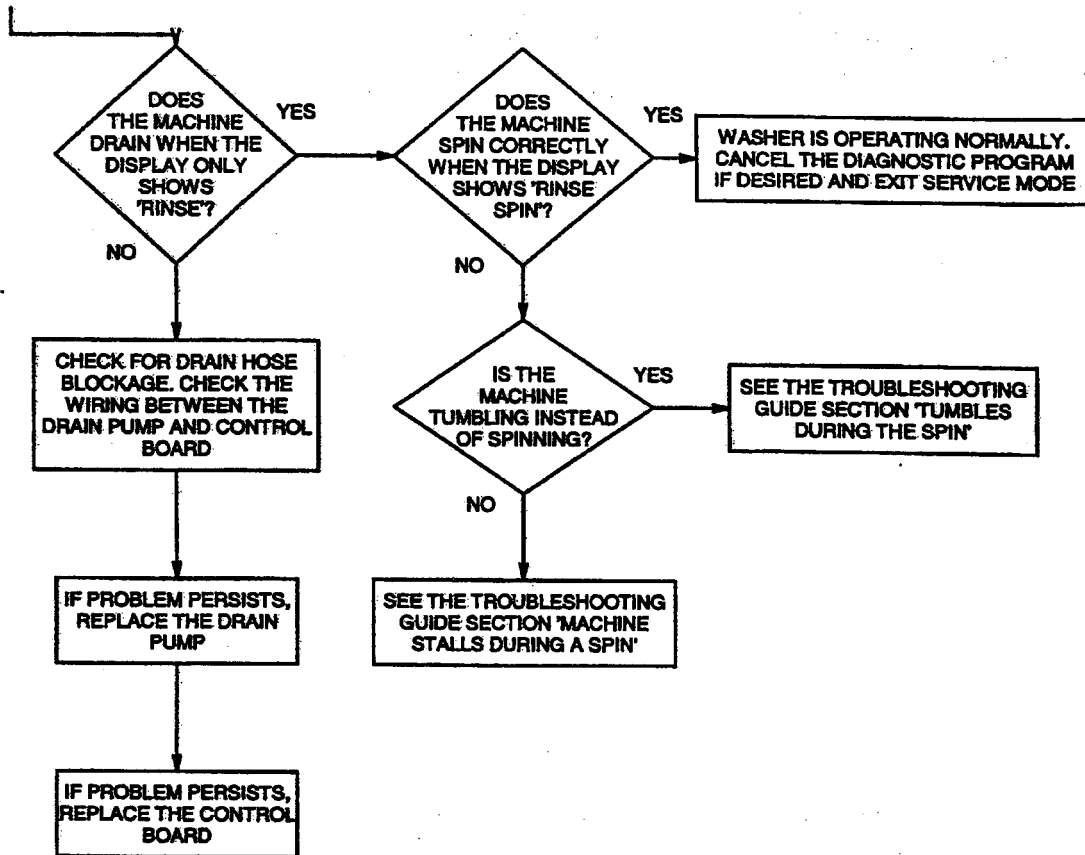 DOES
THE MACHINE
DRAIN WHEN THE
DISPLAY ONLY
SHOWS
'RINSE'?
YES
NO
DOES
THE MACHINE
SPIN CORRECTLY
WHEN THE DISPLAY
SHOWS 'RINSE
SPIN'?
YES
NO
WASHER IS OPERATING NORMALLY.
CANCEL THE DIAGNOSTIC PROGRAM
IF DESIRED AND EXIT SERVICE MODE
CHECK FOR DRAIN HOSE
BLOCKAGE. CHECK THE
WIRING BETWEEN THE
DRAIN PUMP AND CONTROL
BOARD
IS THE
MACHINE
TUMBLING INSTEAD
OF SPINNING?
YES
NO
SEE THE TROUBLESHOOTING
GUIDE SECTION 'TUMBLES
DURING THE SPIN'
IF PROBLEM PERSISTS,
REPLACE THE DRAIN
PUMP
SEE THE TROUBLESHOOTING
GUIDE SECTION 'MACHINE
STALLS DURING A SPIN'
IF PROBLEM PERSISTS,
REPLACE THE CONTROL
BOARD